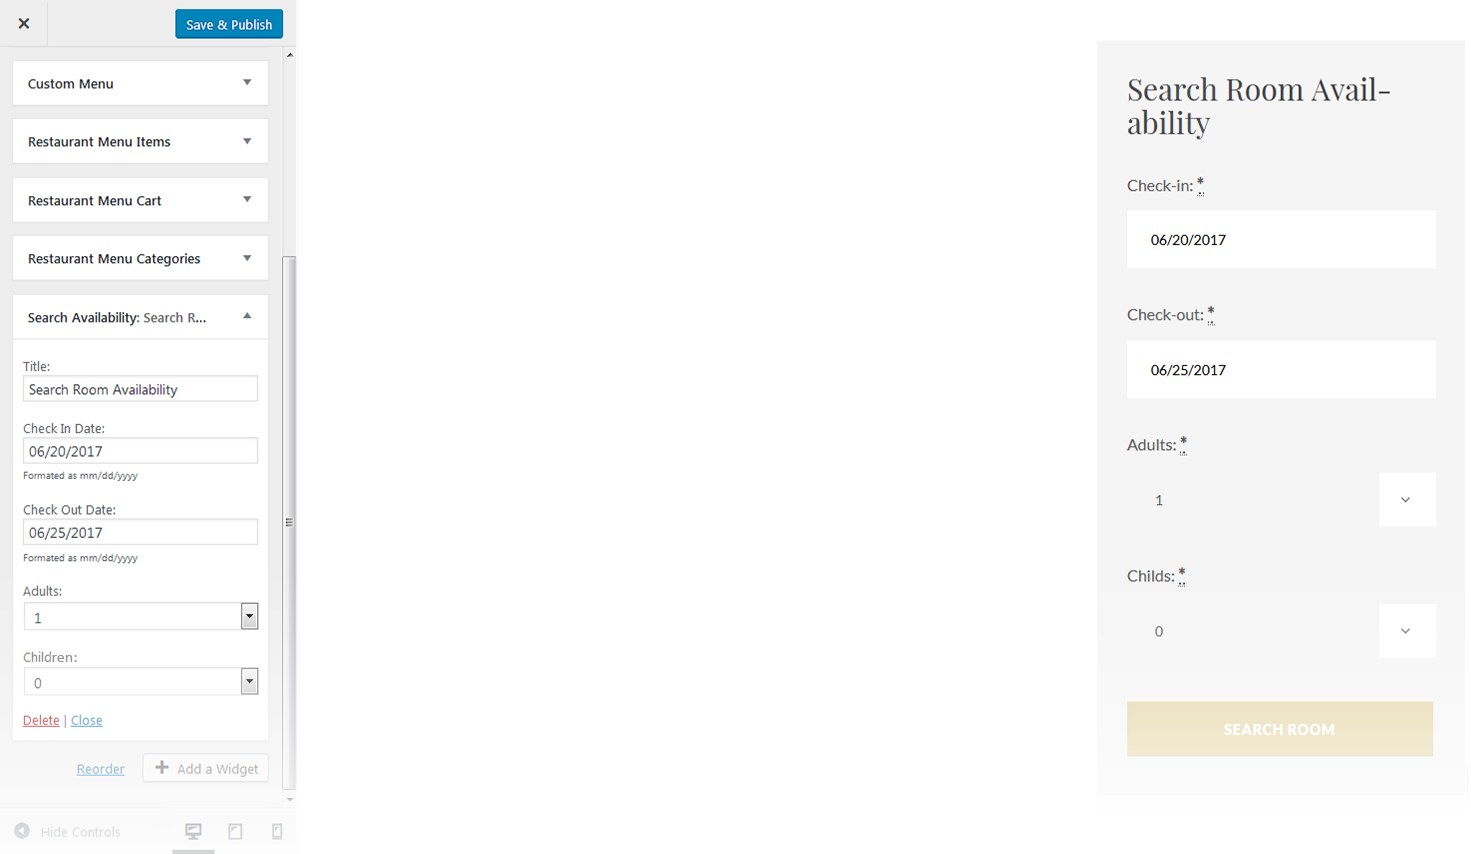 Save & Publish
Custom Menu
Restaurant Menu Items
Restaurant Menu Cart
Restaurant Menu Categories
Search Availability: Search R...
Title:
Search Room Availability
Check In Date:
06/20/2017
Formated as mm/dd/yyyy
Check Out Date:
06/25/2017
Formated as mm/dd/yyyy
Adults:
1
Children:
0
Delete | Close
Reorder
Add a Widget
Hide Controls
Search Room Avail-
ability
Check-in: *
06/20/2017
Check-out: *
06/25/2017
Adults: *
1
Childs: *
0
SEARCH ROOM